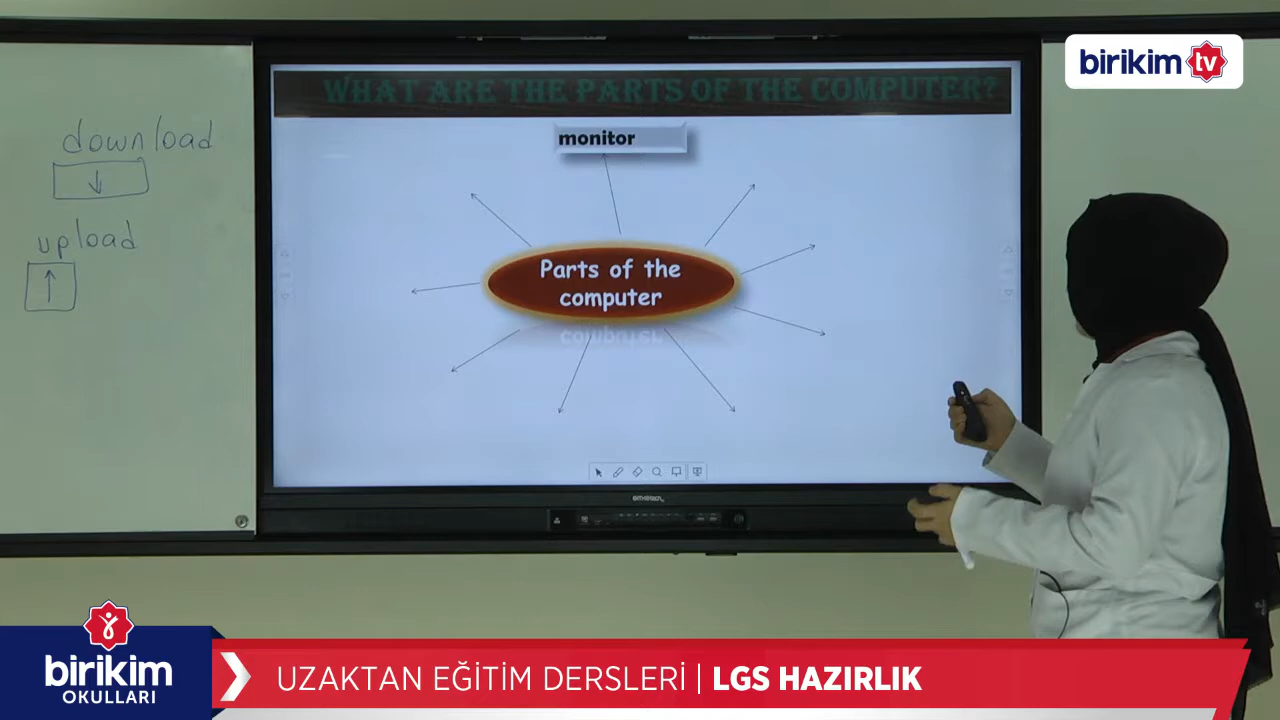 birikim tv
WHAT ARE THE PARTS OF THE COMPUTER?
monitor
download
upload
Parts of the
computer
birikim
OKULLARI
UZAKTAN EĞİTİM DERSLERİ | LGS HAZIRLIK